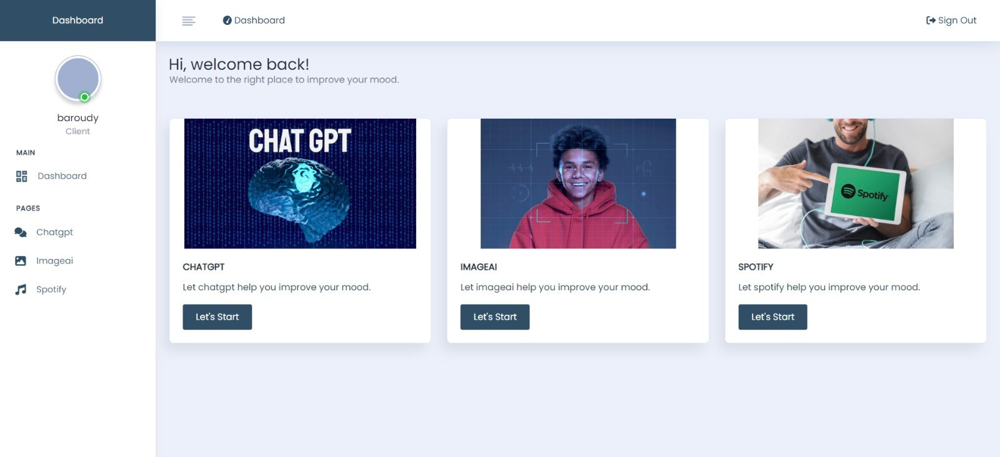 Dashboard
Dashboard
Sign Out
baroudy
Client
MAIN
Dashboard
PAGES
Chatgpt
Imageai
Spotify
Hi, welcome back!
Welcome to the right place to improve your mood.
CHAT GPT
CHATGPT
Let chatgpt help you improve your mood.
Let's Start
IMAGEAI
Let imageai help you improve your mood.
Let's Start
Spotify
SPOTIFY
Let spotify help you improve your mood.
Let's Start